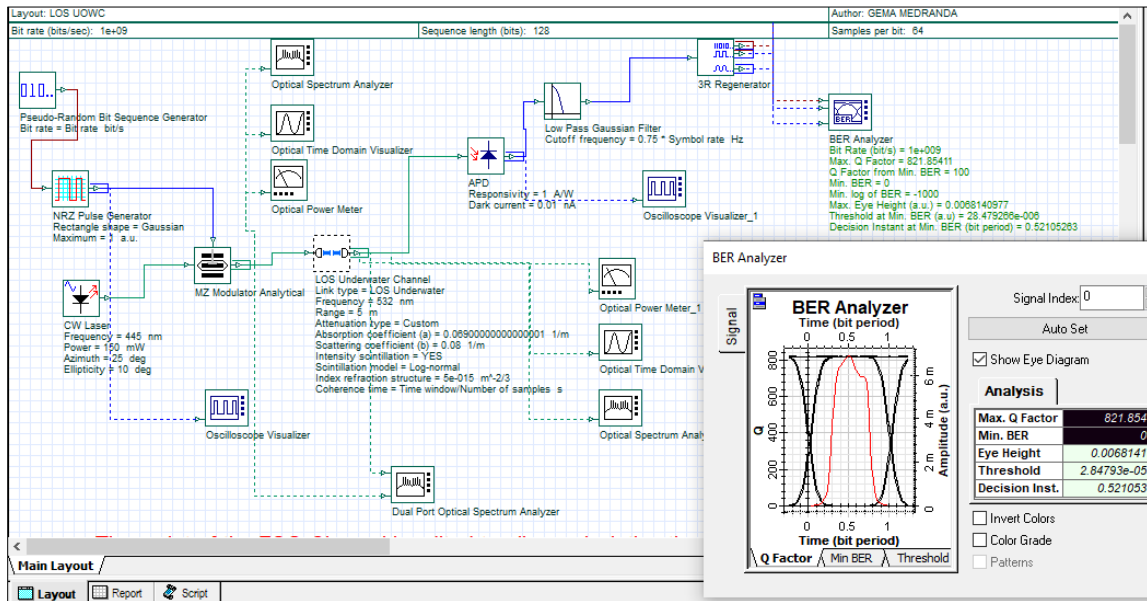 Layout: LOS UOWC
Author: GEMA MEDRANDA
Bit rate (bits/sec): 1e+09
Sequence length (bits): 128
Samples per bit: 64
Optical Spectrum Analyzer
3R Regenerator
Pseudo-Random Bit Sequence Generator
Bit rate = Bit rate bit/s
Optical Time Domain Visualizer
Low Pass Gaussian Filter
Cutoff frequency = 0.75 * Symbol rate Hz
BER Analyzer
Bit Rate (bit/s) = 1e+009
Max. Q Factor = 821.85411
Q Factor from Min. BER = 100
Min. BER = 0
Min. log of BER = -1000
Max. Eye Height (a.u.) = 0.0068140977
Threshold at Min. BER (a.u) = 28.479266e-006
Decision Instant at Min. BER (bit period) = 0.52105263
NRZ Pulse Generator
Rectangle shape = Gaussian
Maximum = 1 a.u.
Optical Power Meter
APD
Responsivity = 1 A/W
Dark current = 0.01 nA
Oscilloscope Visualizer_1
MZ Modulator Analytical
CW Laser
Frequency = 445 nm
Power = 150 mW
Azimuth = 25 deg
Ellipticity = 10 deg
LOS Underwater Channel
Link type = LOS Underwater
Frequency = 532 nm
Range = 5 m
Attenuation type = Custom
Absorption coefficient (a) = 0.06900000000000001 1/m
Scattering coefficient (b) = 0.08 1/m
Intensity scintillation = YES
Scintillation model = Log-normal
Index refraction structure = 5e-015 m^-2/3
Coherence time = Time window/Number of samples s
Optical Power Meter_1
Optical Time Domain V
Optical Spectrum Analy
Oscilloscope Visualizer
Dual Port Optical Spectrum Analyzer
Main Layout
Layout
Report
Script
BER Analyzer
Signal
BER Analyzer
Time (bit period)
0 0.5 1
800
600
400
200
0
Q
6 m
4 m
2 m
0
Amplitude (a.u.)
0 0.5 1
Time (bit period)
Q Factor
Min BER
Threshold
Signal Index: 0
Auto Set
Show Eye Diagram
Analysis
Max. Q Factor 821.854
Min. BER 0
Eye Height 0.0068141
Threshold 2.84793e-05
Decision Inst. 0.521053
Invert Colors
Color Grade
Patterns